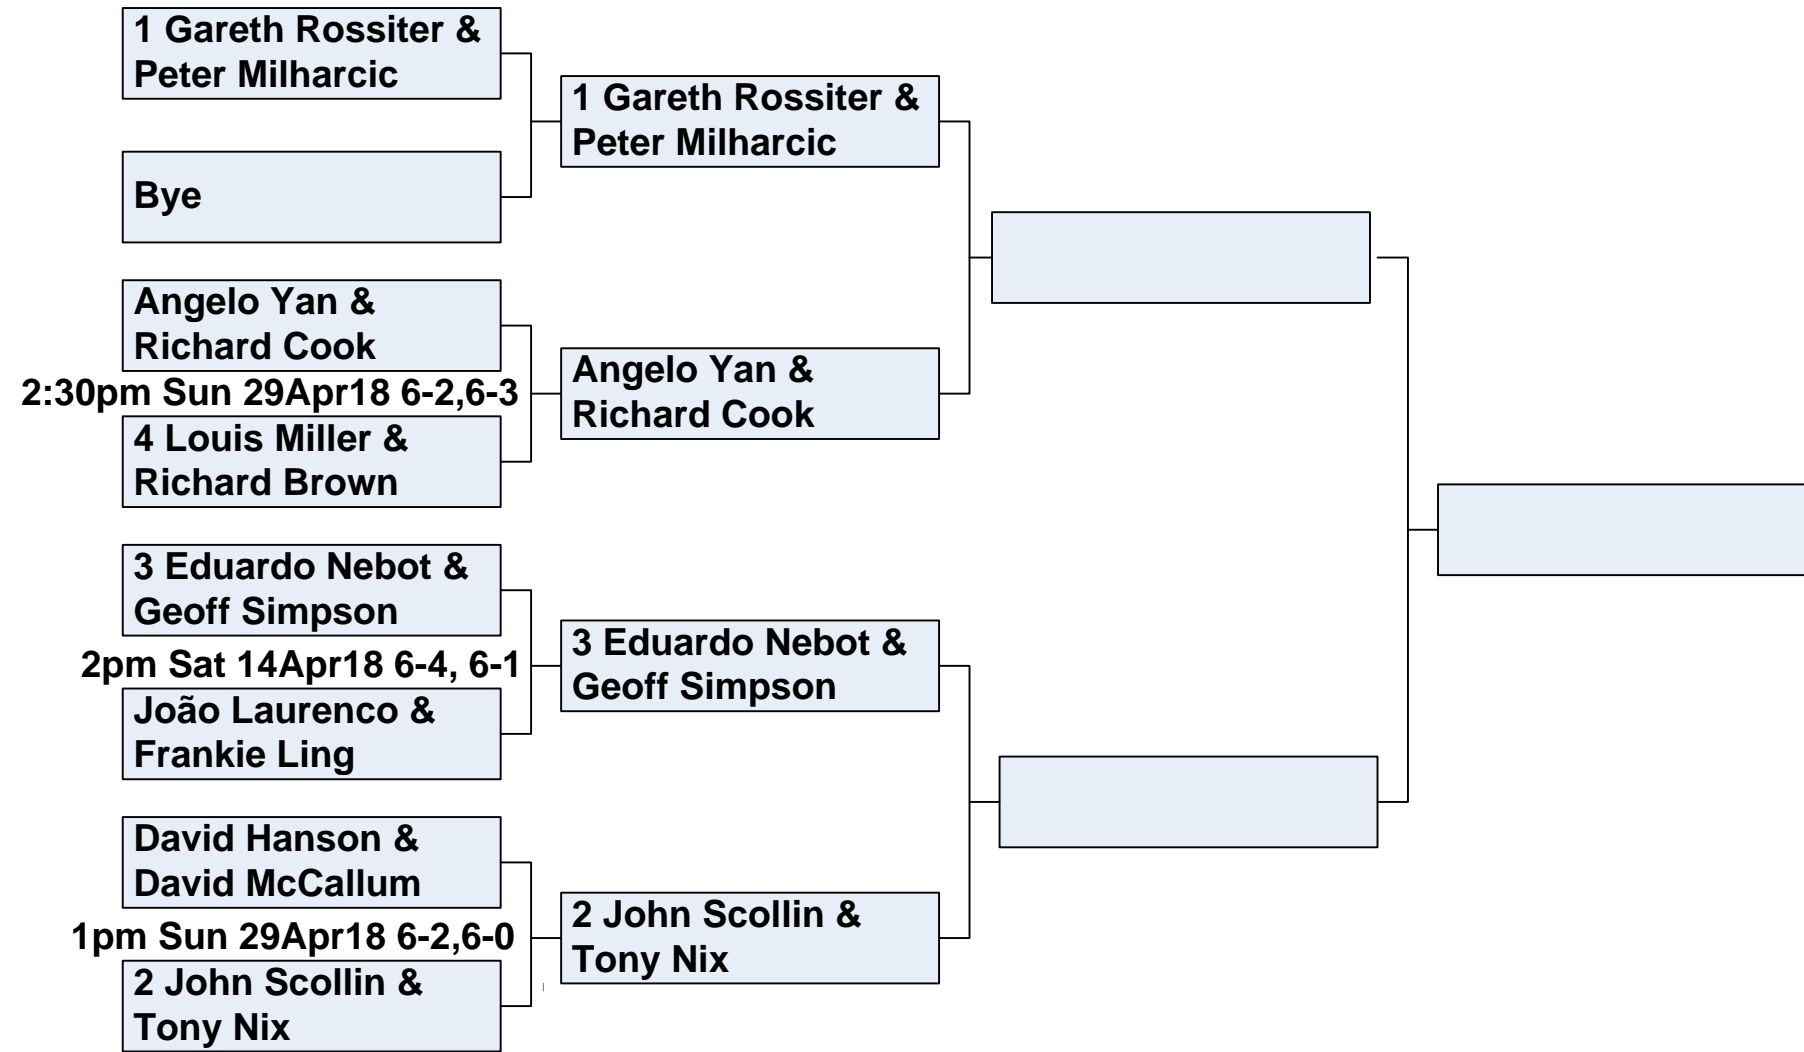 1 Gareth Rossiter &
Peter Milharcic
Bye
Angelo Yan &
Richard Cook
2:30pm Sun 29Apr18 6-2,6-3
4 Louis Miller &
Richard Brown
3 Eduardo Nebot &
Geoff Simpson
2pm Sat 14Apr18 6-4, 6-1
João Laurenco &
Frankie Ling
David Hanson &
David McCallum
1pm Sun 29Apr18 6-2,6-0
2 John Scollin &
Tony Nix
1 Gareth Rossiter &
Peter Milharcic
Angelo Yan &
Richard Cook
3 Eduardo Nebot &
Geoff Simpson
2 John Scollin &
Tony Nix